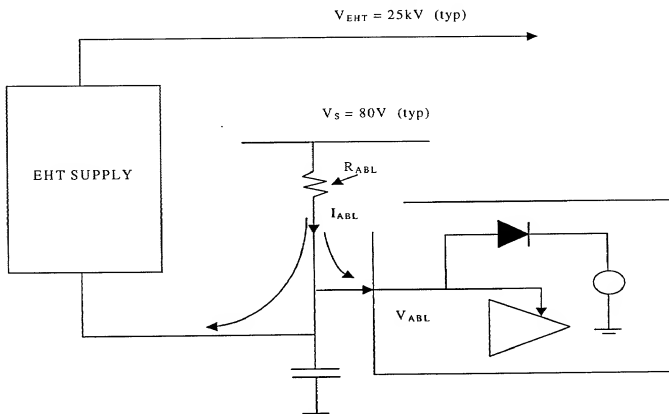 V_EHT = 25kV (typ)
V_S = 80V (typ)
EHT SUPPLY
R_ABL
I_ABL
V_ABL